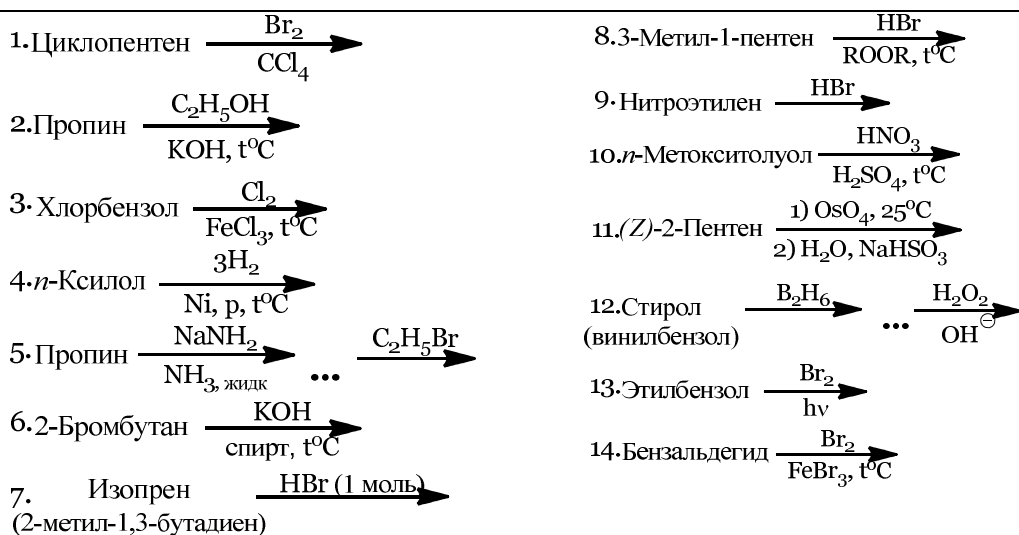 1.Циклопентен Br2
CCl4
2.Пропин C2H5OH
KOH, t°C
3.Хлорбензол Cl2
FeCl3, t°C
4.n-Ксилол 3H2
Ni, p, t°C
5.Пропин NaNH2 ... C2H5Br
NH3, жидк
6.2-Бромбутан KOH
спирт, t°C
7. Изопрен HBr (1 моль)
(2-метил-1,3-бутадиен)
8.3-Метил-1-пентен HBr
ROOR, t°C
9.Нитроэтилен HBr
10.n-Метокситолуол HNO3
H2SO4, t°C
11.(Z)-2-Пентен 1) OsO4, 25°C
2) H2O, NaHSO3
12.Стирол B2H6 ... H2O2
(винилбензол) OH⊖
13.Этилбензол Br2
hν
14.Бензальдегид Br2
FeBr3, t°C